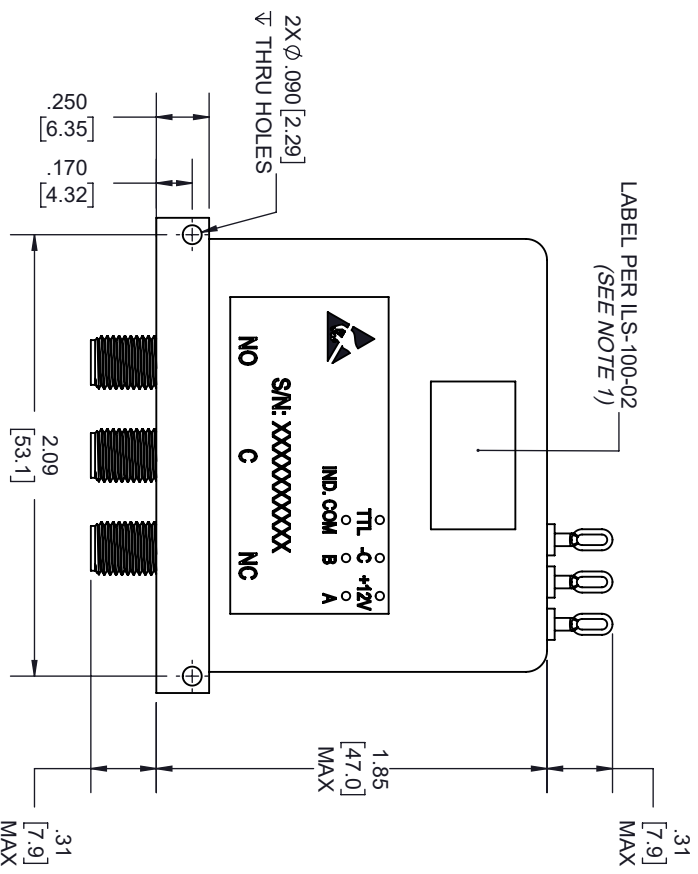 LABEL PER ILS-100-02
(SEE NOTE 1)
2X Ø .090 [2.29]
THRU HOLES
.250
[6.35]
.170
[4.32]
2.09
[53.1]
1.85
[47.0]
MAX
.31
[7.9]
MAX
.31
[7.9]
MAX
TTL -C +12V
IND. COM B A
S/N: XXXXXXXXXX
NO C NC